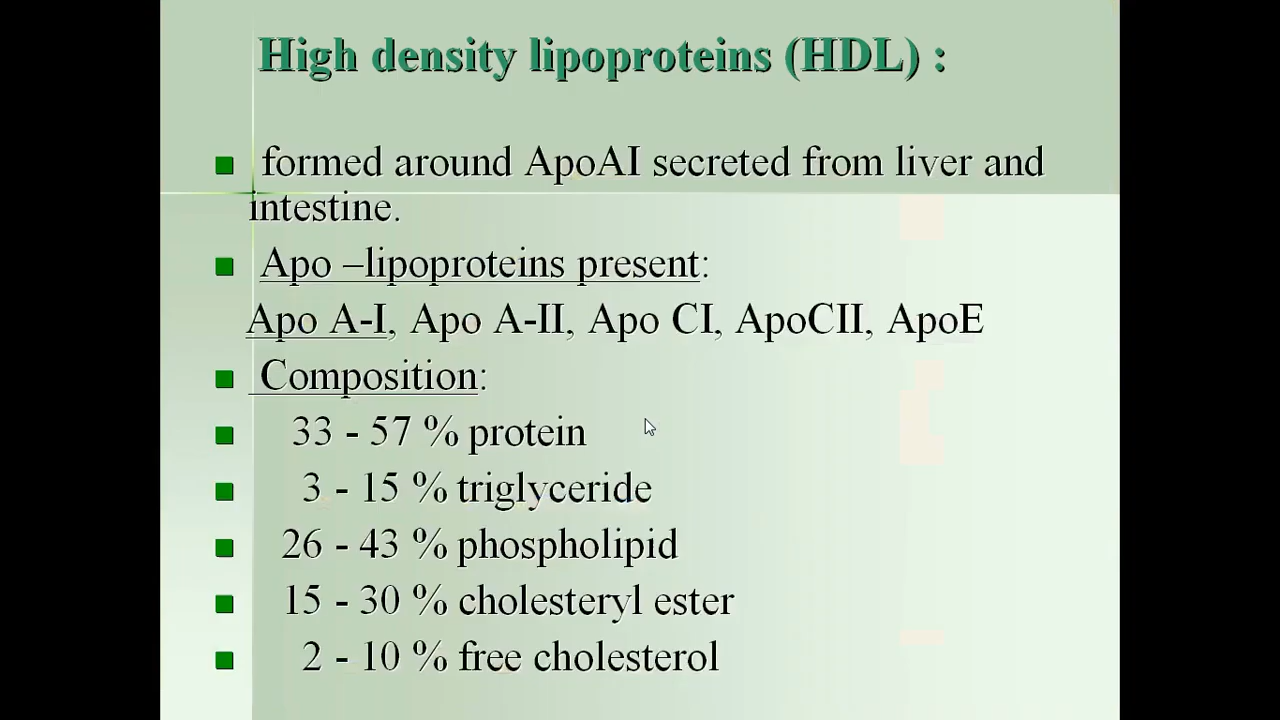 High density lipoproteins (HDL) :
formed around ApoAI secreted from liver and
intestine.
Apo –lipoproteins present:
Apo A-I, Apo A-II, Apo CI, ApoCII, ApoE
Composition:
33 - 57 % protein
3 - 15 % triglyceride
26 - 43 % phospholipid
15 - 30 % cholesteryl ester
2 - 10 % free cholesterol